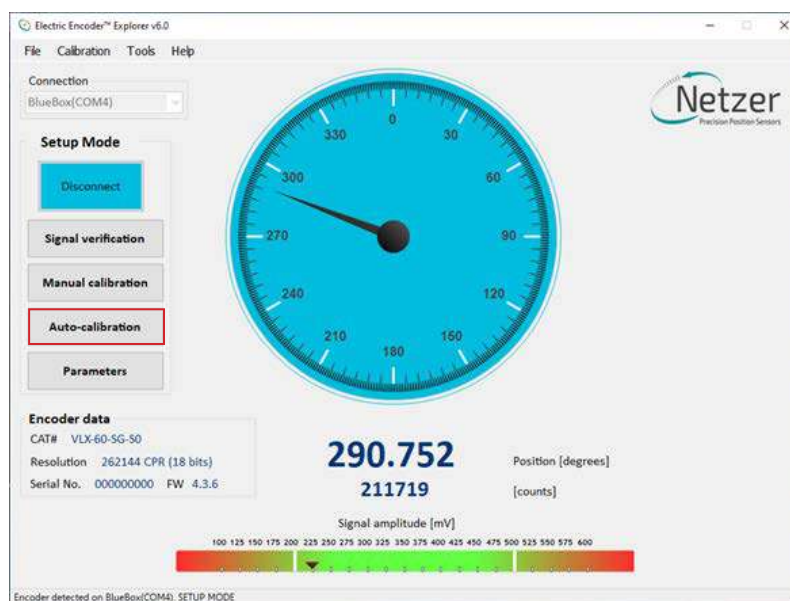 Electric Encoder™ Explorer v6.0
File Calibration Tools Help
Connection
BlueBox(COM4)
Netzer
Precision Position Sensors
Setup Mode
Disconnect
Signal verification
Manual calibration
Auto-calibration
Parameters
0
30
60
90
120
150
180
210
240
270
300
330
Encoder data
CAT# VLX-60-SG-50
Resolution 262144 CPR (18 bits)
Serial No. 000000000 FW 4.3.6
290.752 Position [degrees]
211719 [counts]
Signal amplitude [mV]
100 125 150 175 200 225 250 275 300 325 350 375 400 425 450 475 500 525 550 575 600
Encoder detected on BlueBox(COM4), SETUP MODE